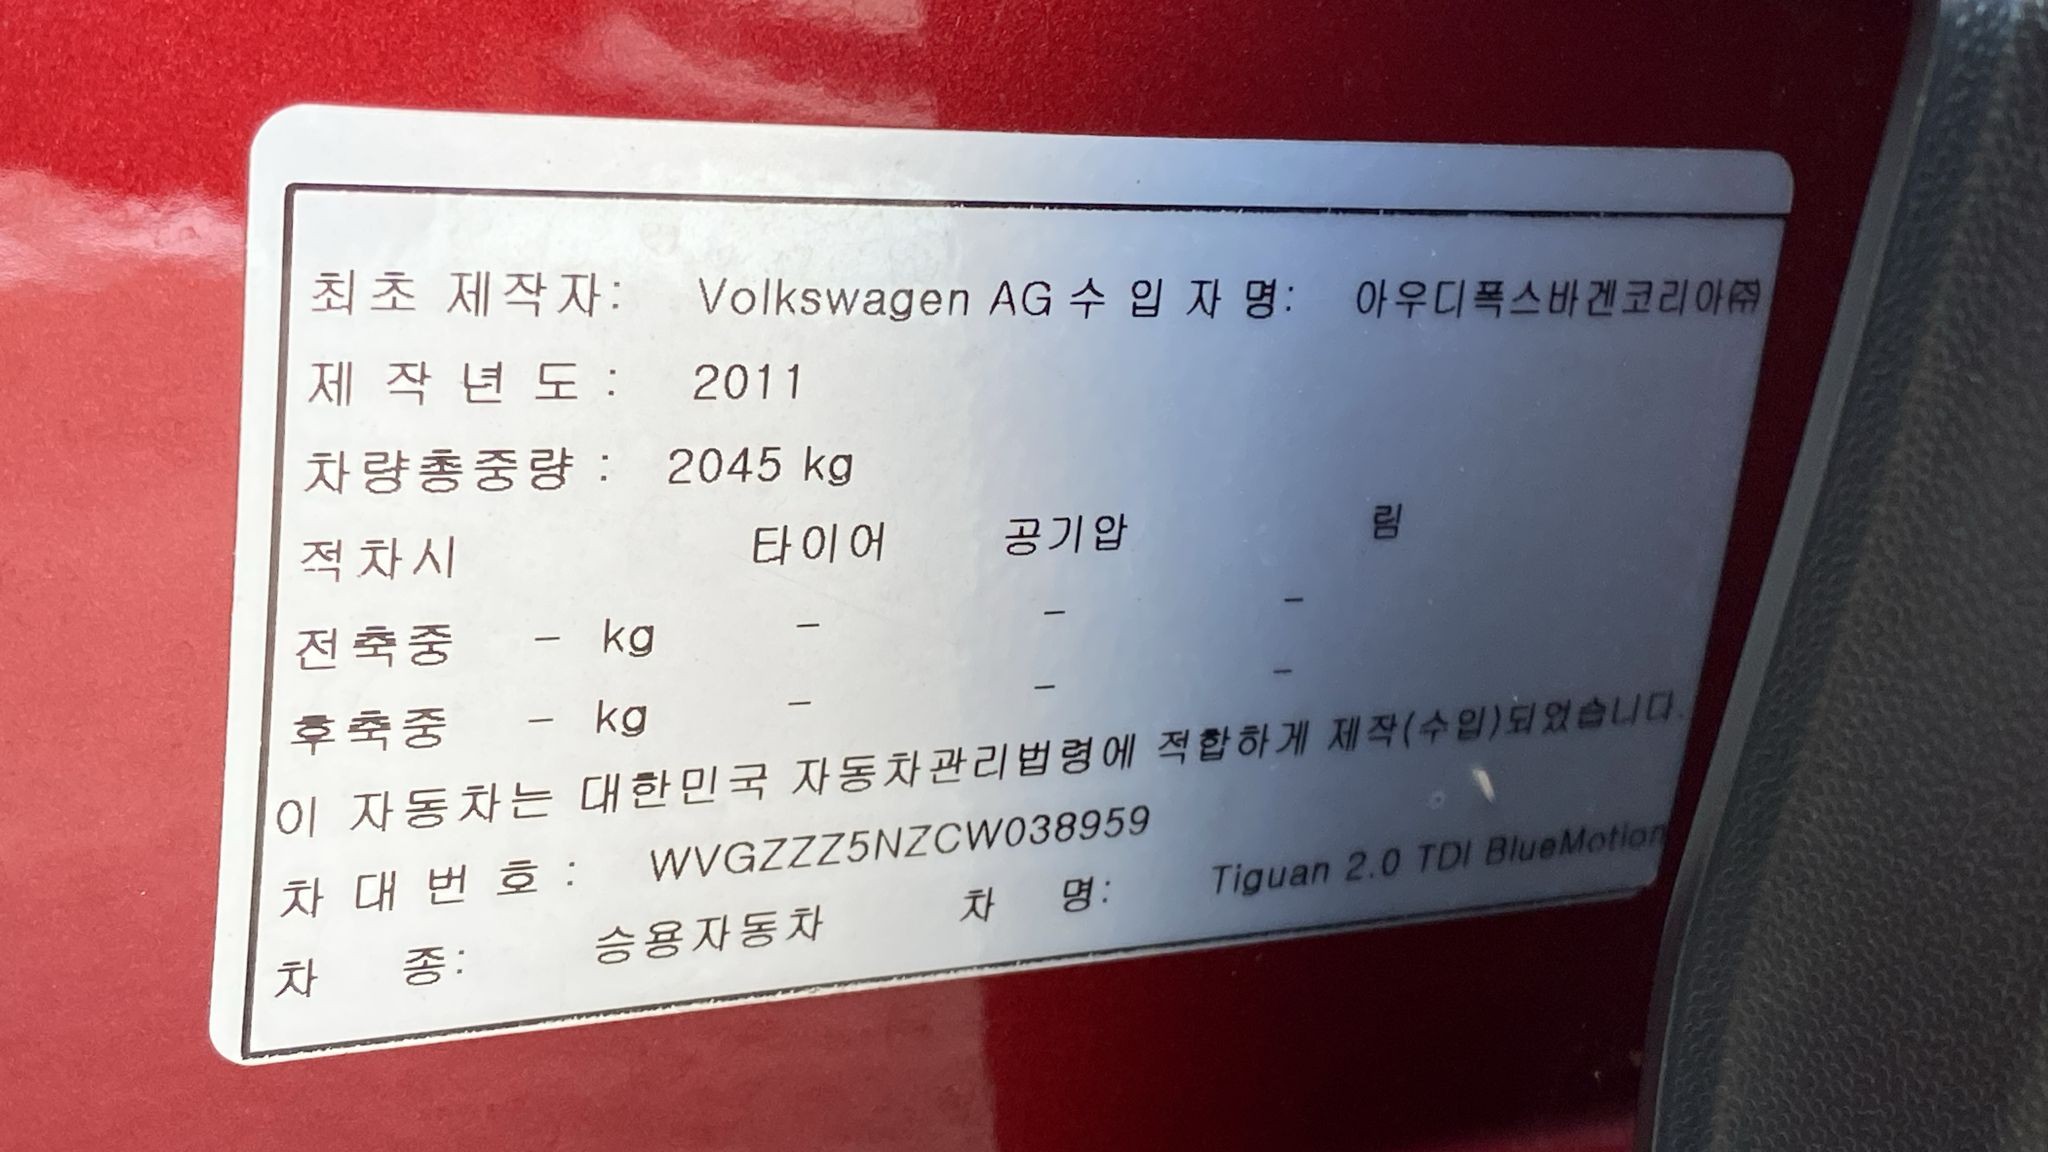 최초 제작자: Volkswagen AG 수 입 자 명: 아우디폭스바겐코리아㈜
제 작 년 도 : 2011
차량총중량 : 2045 kg
적차시 타이어 공기압 림
전축중 - kg - - -
후축중 - kg - - -
이 자동차는 대한민국 자동차관리법령에 적합하게 제작(수입)되었습니다.
차 대 번 호 : WVGZZZ5NZCW038959
차 종: 승용자동차 차 명: Tiguan 2.0 TDI BlueMotion